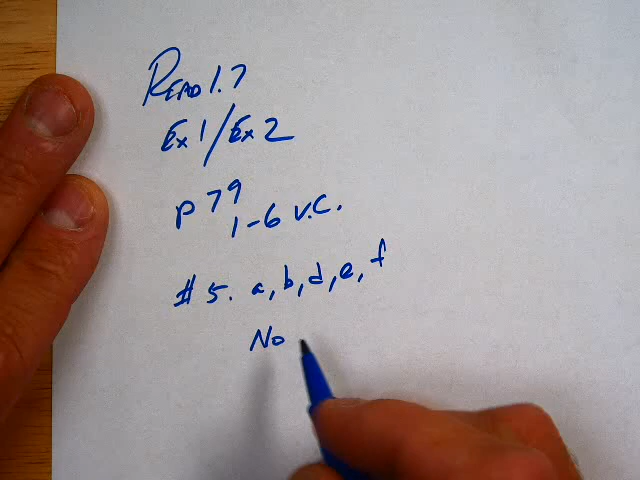 READ 1.7
Ex 1 / Ex 2
p 79
1-6 V.C.
# 5. a, b, d, e, f
No